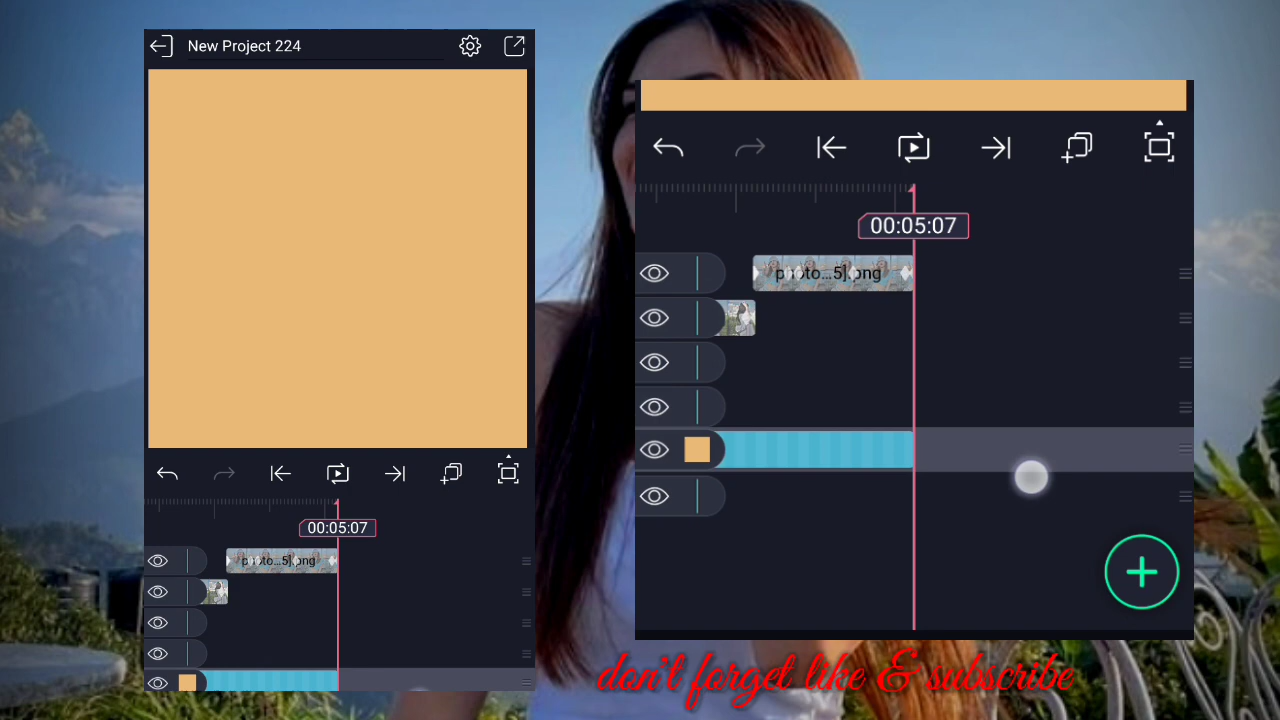 New Project 224
00:05:07
photo...5].png
00:05:07
photo...5].png
don't forget like & subscribe